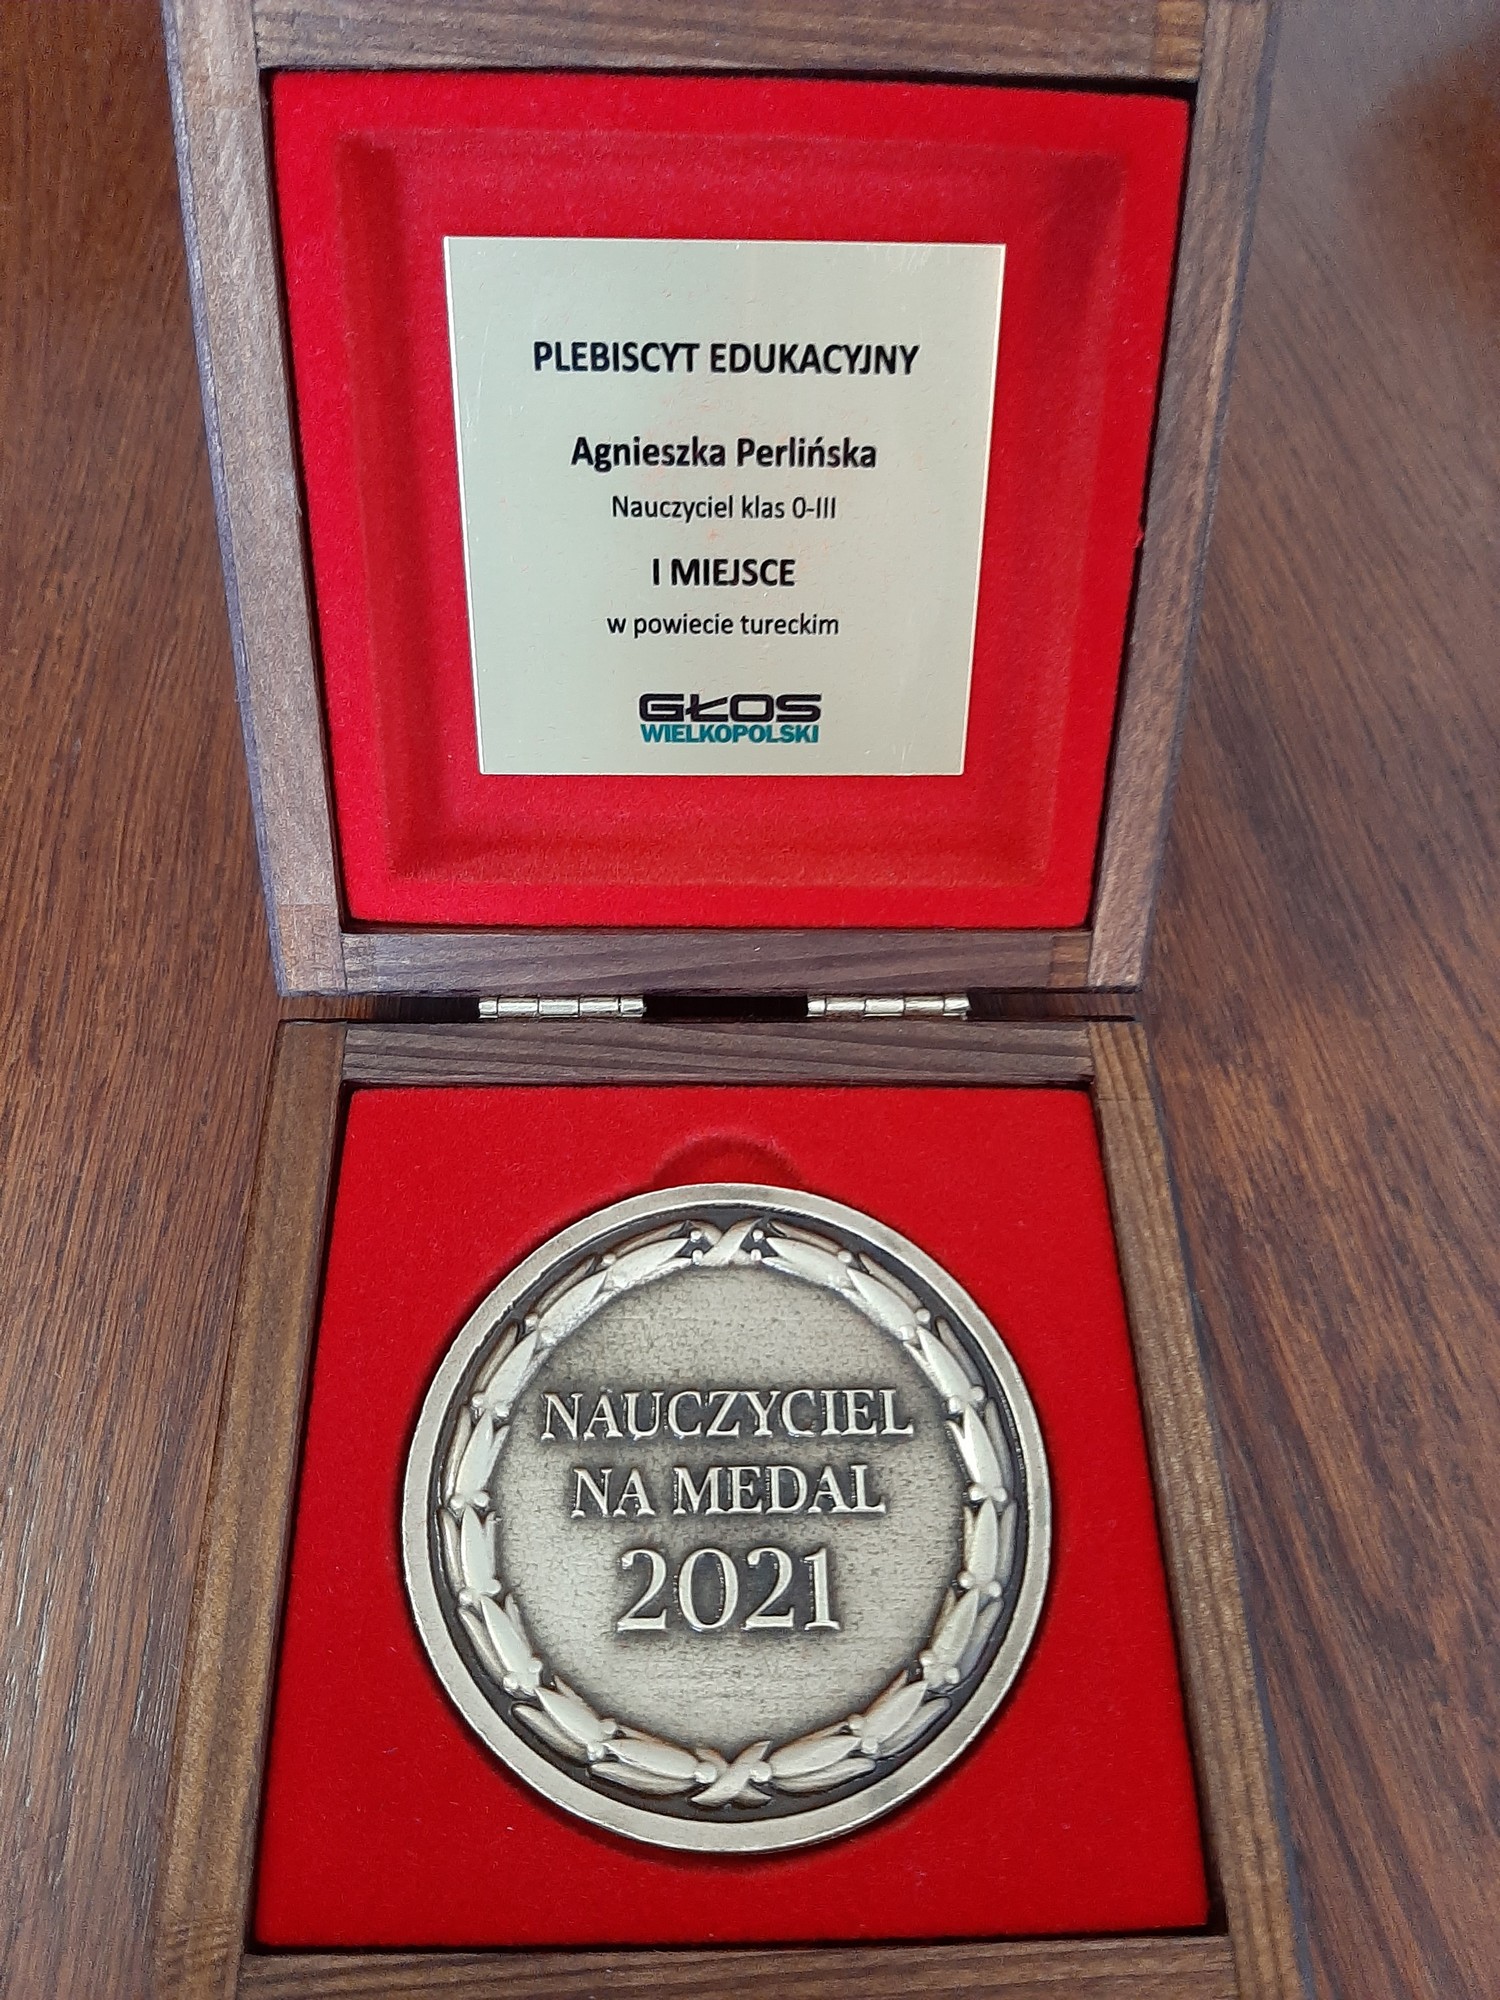 PLEBISCYT EDUKACYJNY
Agnieszka Perlińska
Nauczyciel klas 0-III
I MIEJSCE
w powiecie tureckim
GŁOS
WIELKOPOLSKI
NAUCZYCIEL
NA MEDAL
2021